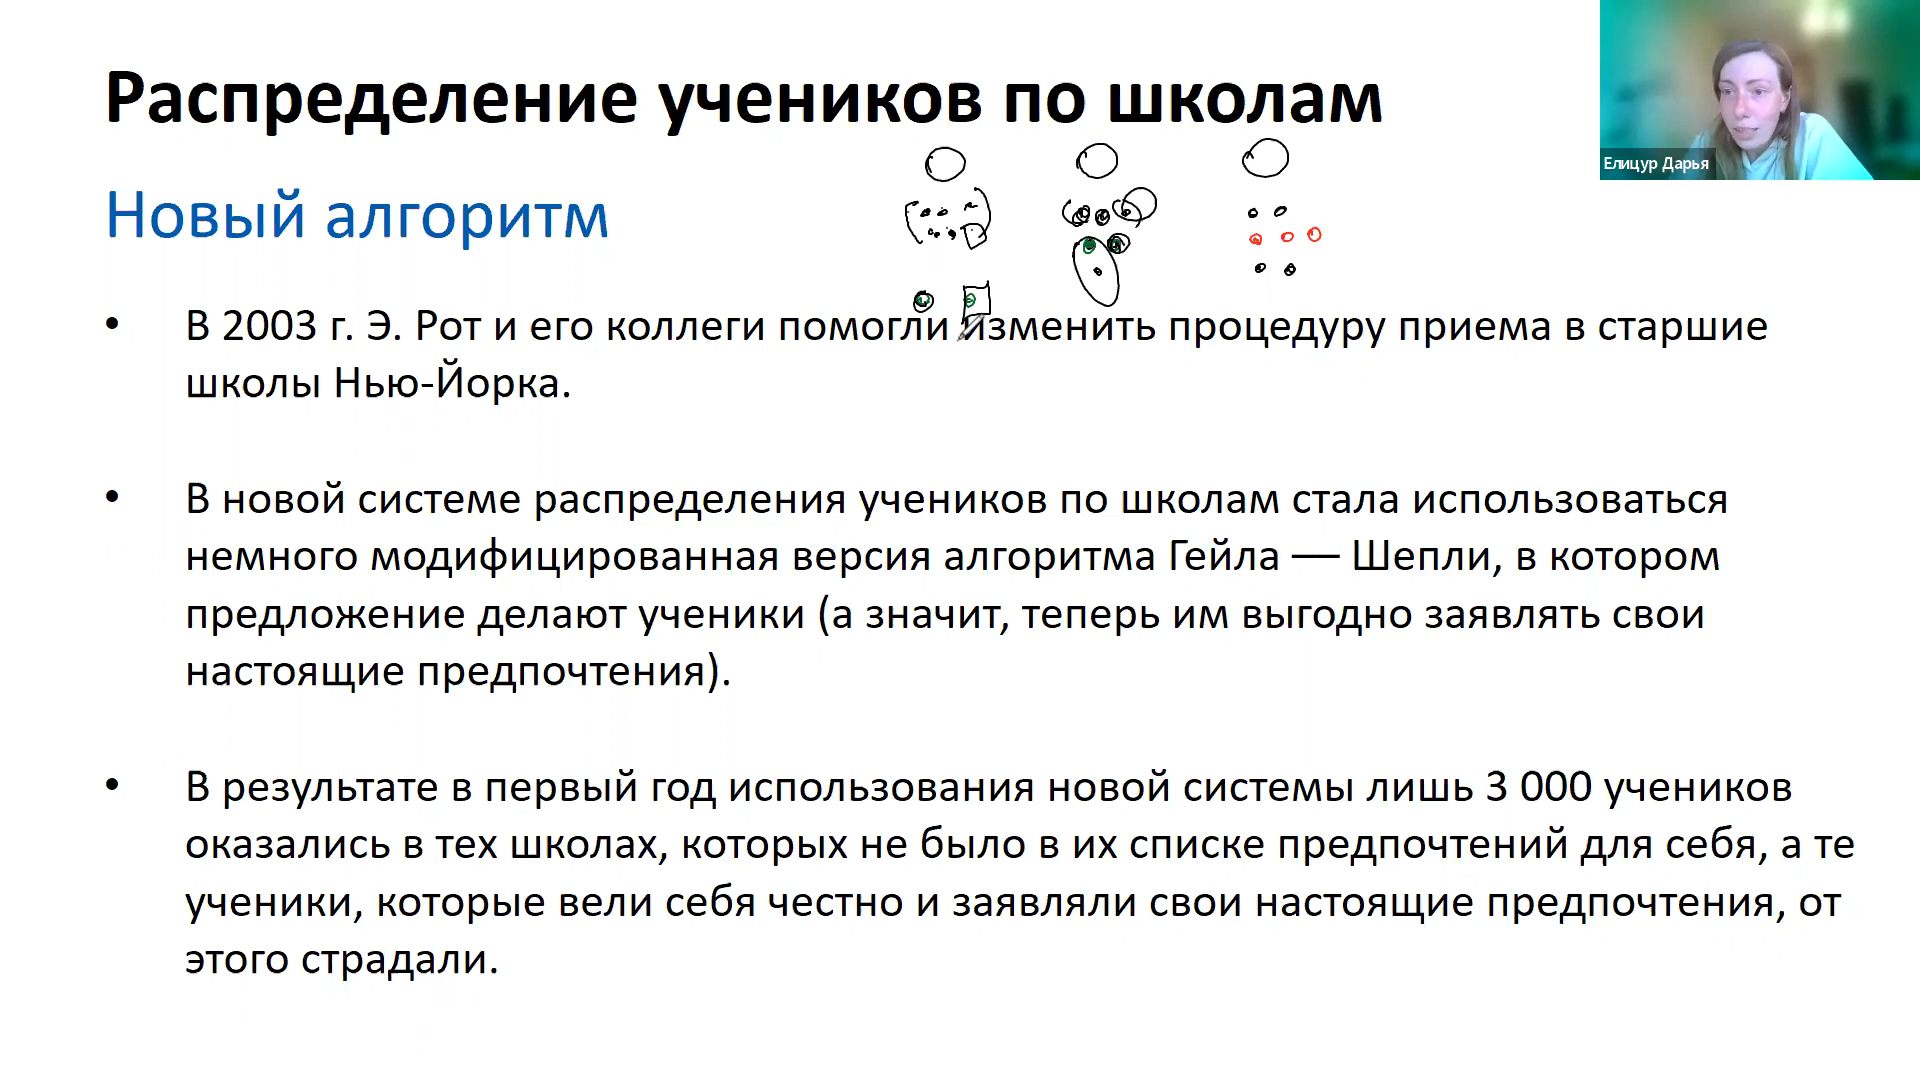 Распределение учеников по школам
Елицур Дарья
Новый алгоритм
• В 2003 г. Э. Рот и его коллеги помогли изменить процедуру приема в старшие
школы Нью-Йорка.
• В новой системе распределения учеников по школам стала использоваться
немного модифицированная версия алгоритма Гейла — Шепли, в котором
предложение делают ученики (а значит, теперь им выгодно заявлять свои
настоящие предпочтения).
• В результате в первый год использования новой системы лишь 3 000 учеников
оказались в тех школах, которых не было в их списке предпочтений для себя, а те
ученики, которые вели себя честно и заявляли свои настоящие предпочтения, от
этого страдали.